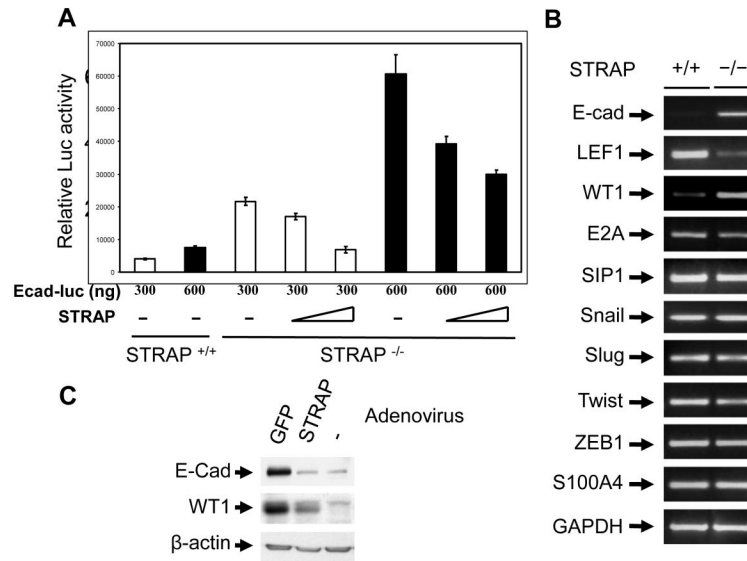 A
Relative Luc activity
70000
60000
50000
40000
30000
20000
10000
0
Ecad-luc (ng) 300 600 300 300 300 600 600 600
STRAP – – – –
STRAP +/+ STRAP -/-
B
STRAP +/+ –/–
E-cad
LEF1
WT1
E2A
SIP1
Snail
Slug
Twist
ZEB1
S100A4
GAPDH
C
GFP STRAP - Adenovirus
E-Cad
WT1
β-actin